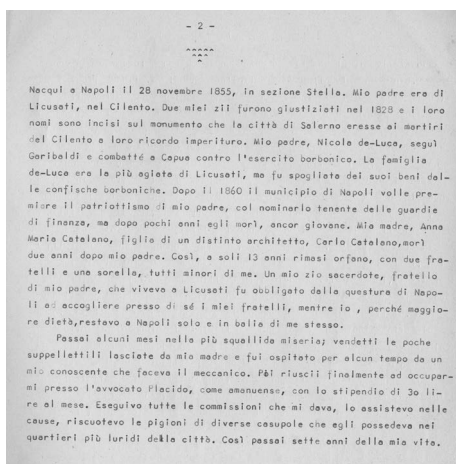 - 2 -
^^^^^
^^^
^
Nacqui a Napoli il 28 novembre 1855, in sezione Stella. Mio padre era di
Licusati, nel Cilento. Due miei zii furono giustiziati nel 1828 e i loro
nomi sono incisi sul monumento che la città di Salerno eresse ai martiri
del Cilento a loro ricordo imperituro. Mio padre, Nicola de-Luca, seguì
Garibaldi e combatté a Capua contro l'esercito borbonico. La famiglia
de-Luca era la più agiata di Licusati, ma fu spogliata dei suoi beni dal-
le confische borboniche. Dopo il 1860 il municipio di Napoli volle pre-
miare il patriottismo di mio padre, col nominarlo tenente delle guardie
di finanza, ma dopo pochi anni egli morì, ancor giovane. Mia madre, Anna
Maria Catalano, figlia di un distinto architetto, Carlo Catalano,morì
due anni dopo mio padre. Così, a soli 13 anni rimasi orfano, con due fra-
telli e una sorella, tutti minori di me. Un mio zio sacerdote, fratello
di mio padre, che viveva a Licusati fu obbligato dalla questura di Napo-
li ad accogliere presso di sé i miei fratelli, mentre io , perché maggio-
re dietà,restavo a Napoli solo e in balia di me stesso.
Passai alcuni mesi nella più squallida miseria; vendetti le poche
suppellettili lasciate da mia madre e fui ospitato per alcun tempo da un
mio conoscente che faceva il meccanico. Poi riuscii finalmente ad occupar-
mi presso l'avvocato Placido, come amanuense, con lo stipendio di 3o li-
re al mese. Eseguivo tutte le commissioni che mi dava, lo assistevo nelle
cause, riscuotevo le pigioni di diverse casupole che egli possedeva nei
quartieri più luridi della città. Così passai sette anni della mia vita.